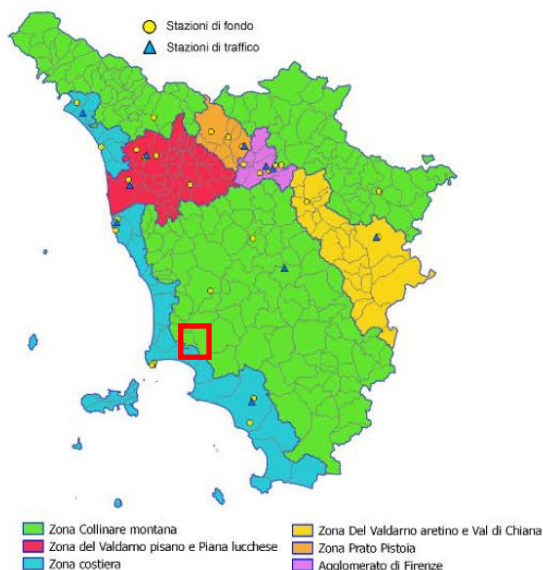 Stazioni di fondo
Stazioni di traffico
Zona Collinare montana
Zona del Valdarno pisano e Piana lucchese
Zona costiera
Zona Del Valdarno aretino e Val di Chiana
Zona Prato Pistoia
Agglomerato di Firenze